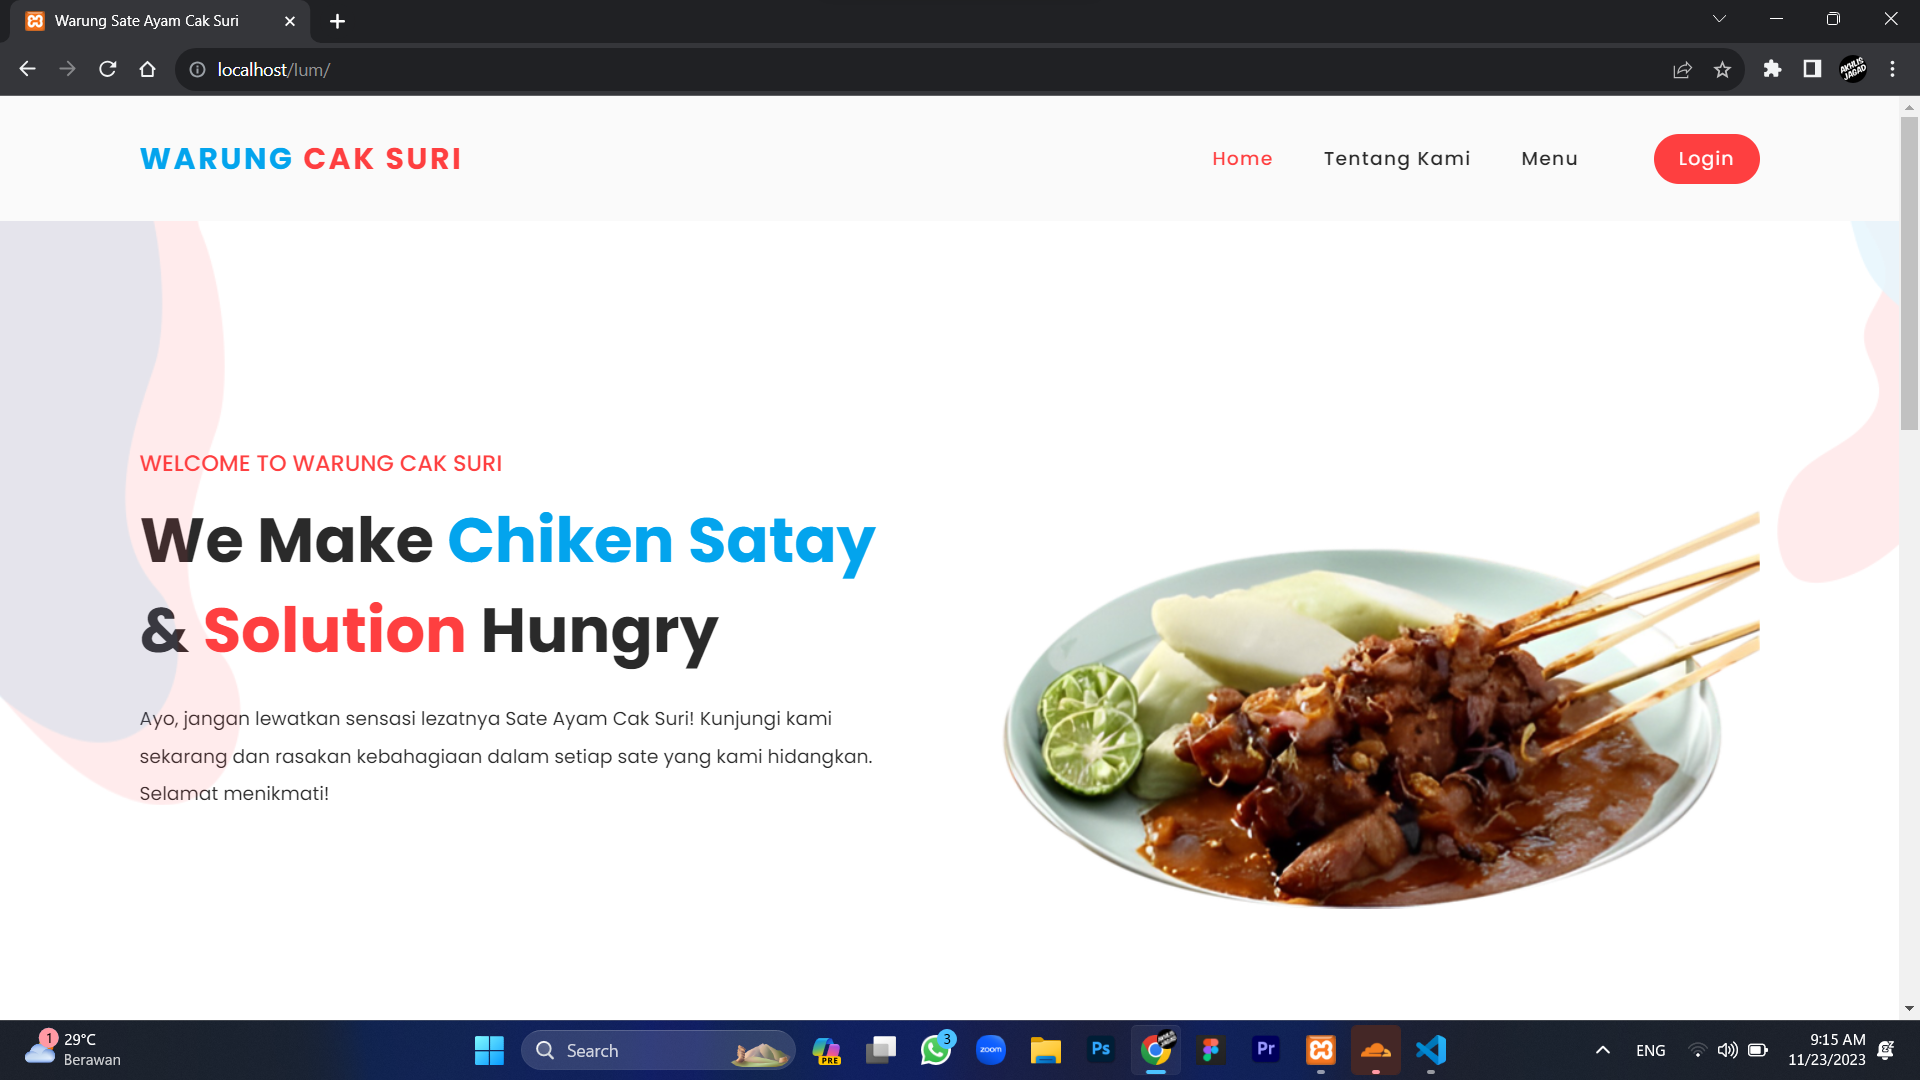 Warung Sate Ayam Cak Suri
localhost/lum/
AKHLIS
JAGAD
WARUNG CAK SURI
Home Tentang Kami Menu Login
WELCOME TO WARUNG CAK SURI
We Make Chiken Satay
& Solution Hungry
Ayo, jangan lewatkan sensasi lezatnya Sate Ayam Cak Suri! Kunjungi kami
sekarang dan rasakan kebahagiaan dalam setiap sate yang kami hidangkan.
Selamat menikmati!
1
29°C
Berawan
Search
PRE
3
zoom
Ps
Pr
ENG
9:15 AM
11/23/2023